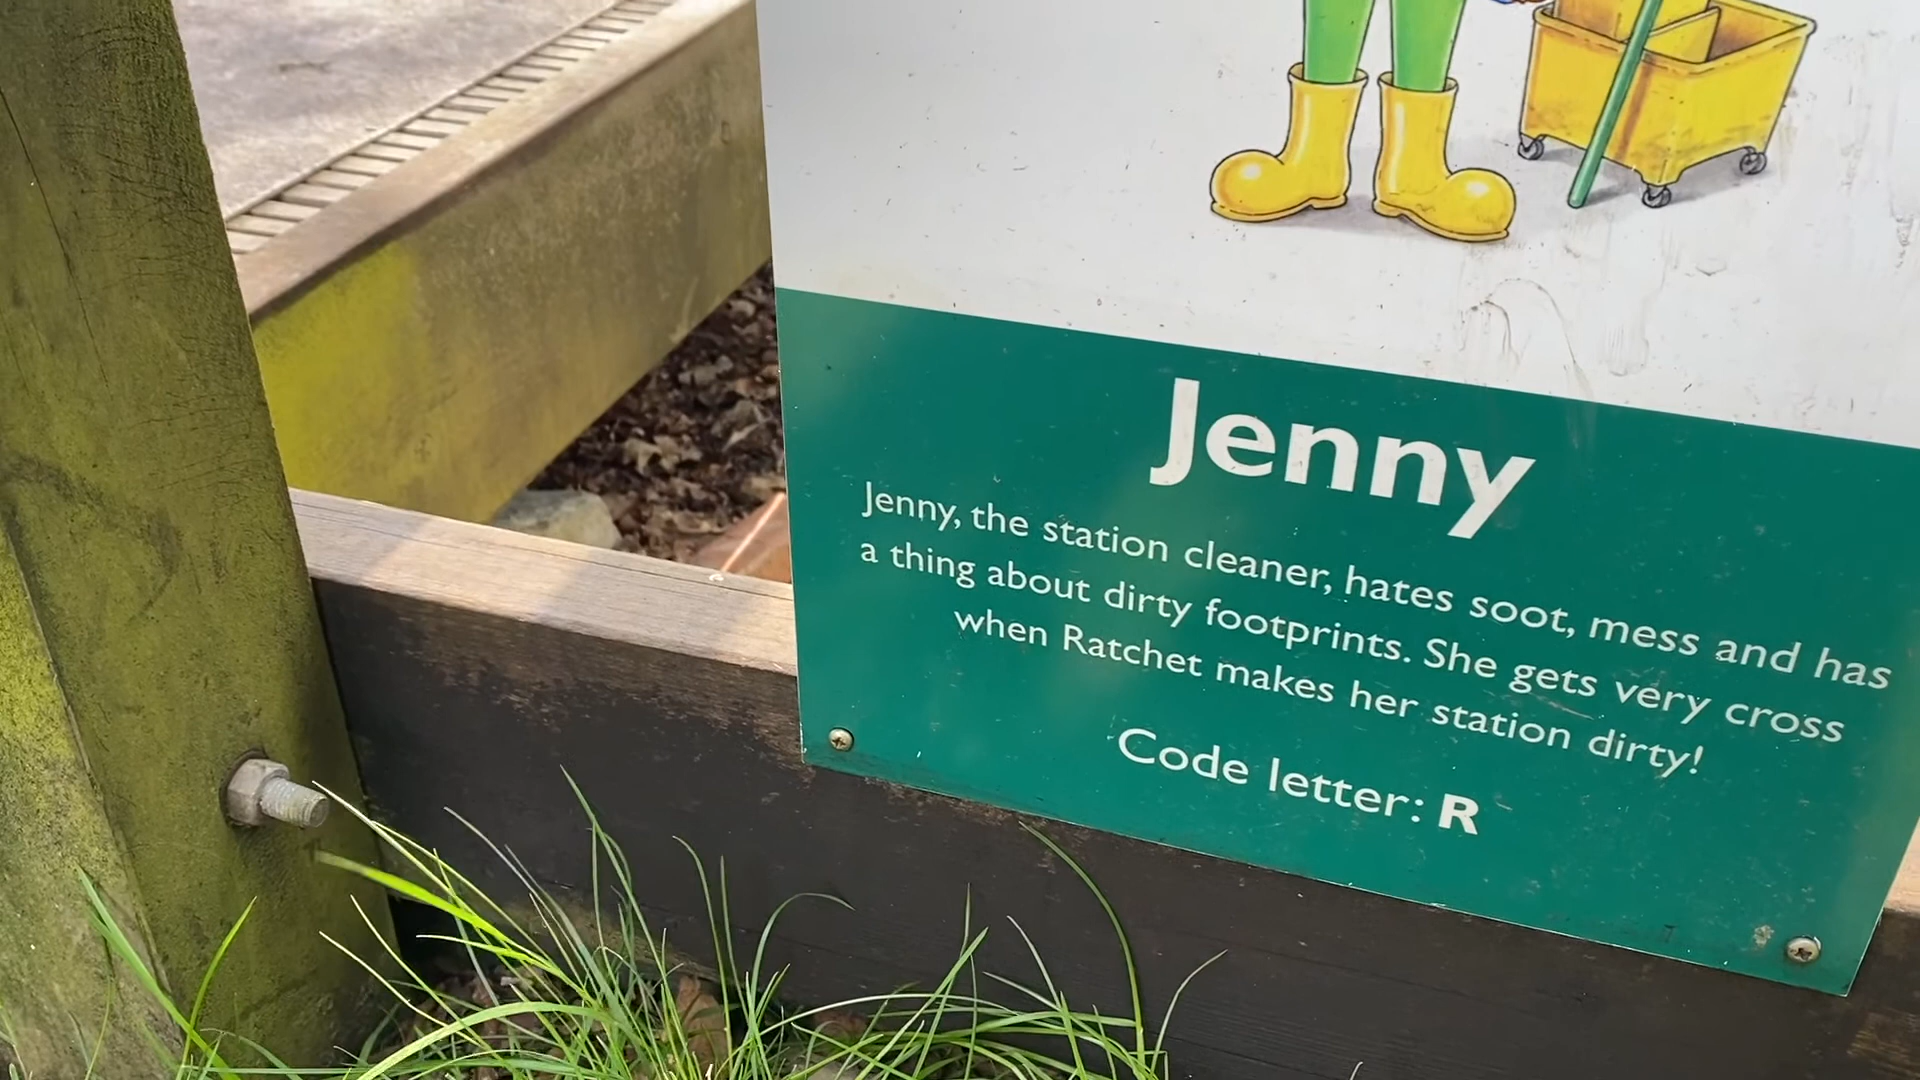 Jenny
Jenny, the station cleaner, hates soot, mess and has
a thing about dirty footprints. She gets very cross
when Ratchet makes her station dirty!
Code letter: R